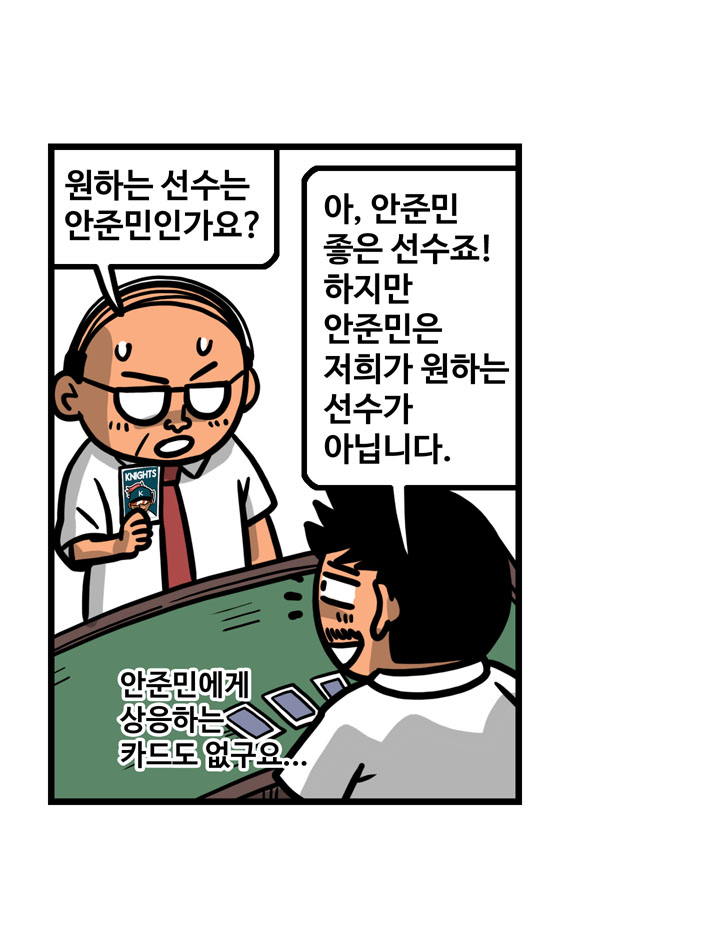 원하는 선수는
안준민인가요?
아, 안준민
좋은 선수죠!
하지만
안준민은
저희가 원하는
선수가
아닙니다.
KNIGHTS
K
안준민에게
상응하는
카드도 없구요...